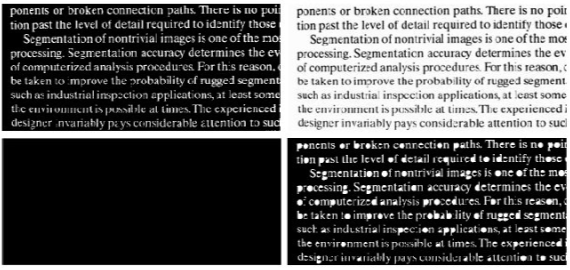 ponents or broken connection paths. There is no poi
tion past the level of detail required to identify those
Segmentation of nontrivial images is one of the mo
processing. Segmentation accuracy determines the ev
of computerized analysis procedures. For this reason,
be taken to improve the probability of rugged segment
such as industrial inspection applications, at least some
the environment is possible at times. The experienced
designer invariably pays considerable attention to suc
ponents or broken connection paths. There is no poi
tion past the level of detail required to identify those
Segmentation of nontrivial images is one of the mo
processing. Segmentation accuracy determines the ev
of computerized analysis procedures. For this reason,
be taken to improve the probability of rugged segment
such as industrial inspection applications, at least some
the environment is possible at times. The experienced i
designer invariably pays considerable attention to suc
ponents or broken connection paths. There is no poin
tion past the level of detail required to identify those
Segmentation of nontrivial images is one of the mo
processing. Segmentation accuracy determines the ev
of computerized analysis procedures. For this reason,
be taken to improve the probab lity of rugged segment
such as industrial inspection applications, at least some
the environment is possible at times. The experienced i
designer invariably pays considerable attention to suc